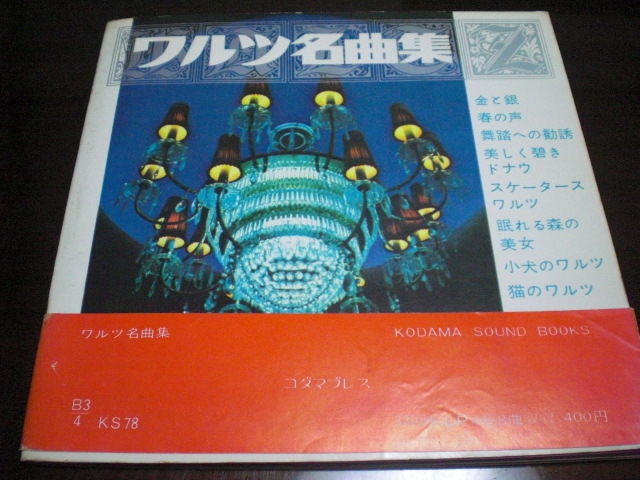 ワルツ名曲集
Z
金と銀
春の声
舞踏への勧誘
美しく碧き
ドナウ
スケータース
ワルツ
眠れる森の
美女
小犬のワルツ
猫のワルツ
ワルツ名曲集
KODAMA SOUND BOOKS
コダマプレス
B3
4
KS78
8曲
400円